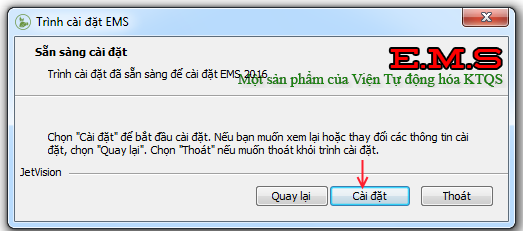 Trình cài đặt EMS
Sẵn sàng cài đặt
E.M.S
Trình cài đặt đã sẵn sàng để cài đặt EMS 2016
Một sản phẩm của Viện Tự động hóa KTQS
Chọn "Cài đặt" để bắt đầu cài đặt. Nếu bạn muốn xem lại hoặc thay đổi các thông tin cài
đặt, chọn "Quay lại". Chọn "Thoát" nếu muốn thoát khỏi trình cài đặt.
JetVision
Quay lại
Cài đặt
Thoát